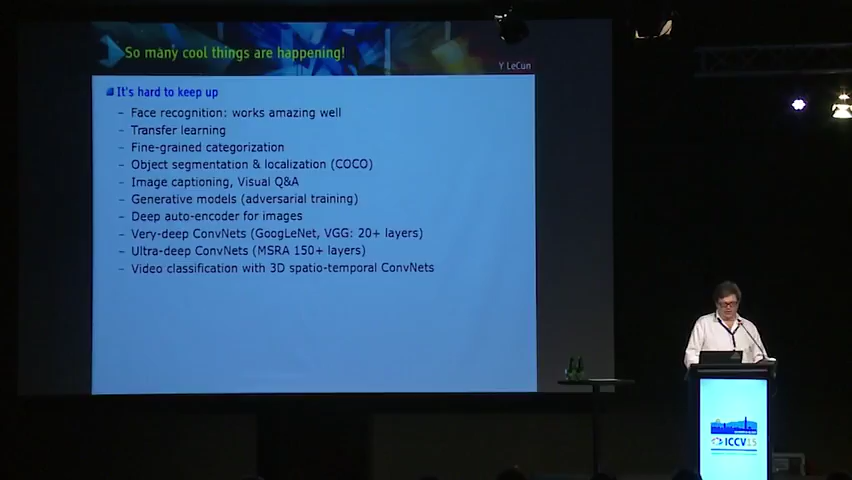 So many cool things are happening!
Y LeCun
It's hard to keep up
– Face recognition: works amazing well
– Transfer learning
– Fine-grained categorization
– Object segmentation & localization (COCO)
– Image captioning, Visual Q&A
– Generative models (adversarial training)
– Deep auto-encoder for images
– Very-deep ConvNets (GoogLeNet, VGG: 20+ layers)
– Ultra-deep ConvNets (MSRA 150+ layers)
– Video classification with 3D spatio-temporal ConvNets
ICCV15